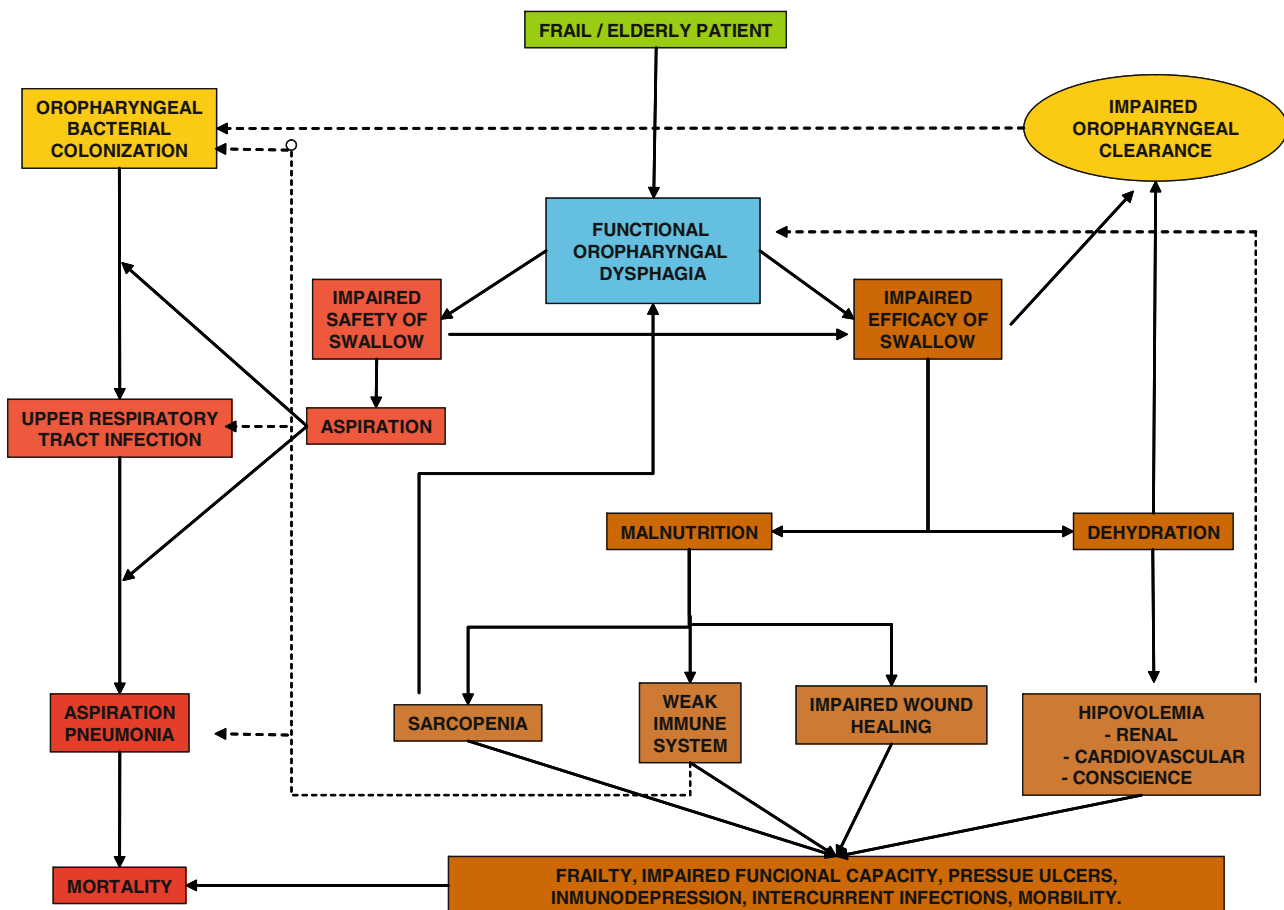 FRAIL / ELDERLY PATIENT
OROPHARYNGEAL
BACTERIAL
COLONIZATION
IMPAIRED
OROPHARYNGEAL
CLEARANCE
FUNCTIONAL
OROPHARYNGAL
DYSPHAGIA
IMPAIRED
SAFETY OF
SWALLOW
IMPAIRED
EFFICACY OF
SWALLOW
UPPER RESPIRATORY
TRACT INFECTION
ASPIRATION
MALNUTRITION
DEHYDRATION
ASPIRATION
PNEUMONIA
SARCOPENIA
WEAK
IMMUNE
SYSTEM
IMPAIRED WOUND
HEALING
HIPOVOLEMIA
- RENAL
- CARDIOVASCULAR
- CONSCIENCE
MORTALITY
FRAILTY, IMPAIRED FUNCIONAL CAPACITY, PRESSUE ULCERS,
INMUNODEPRESSION, INTERCURRENT INFECTIONS, MORBILITY.